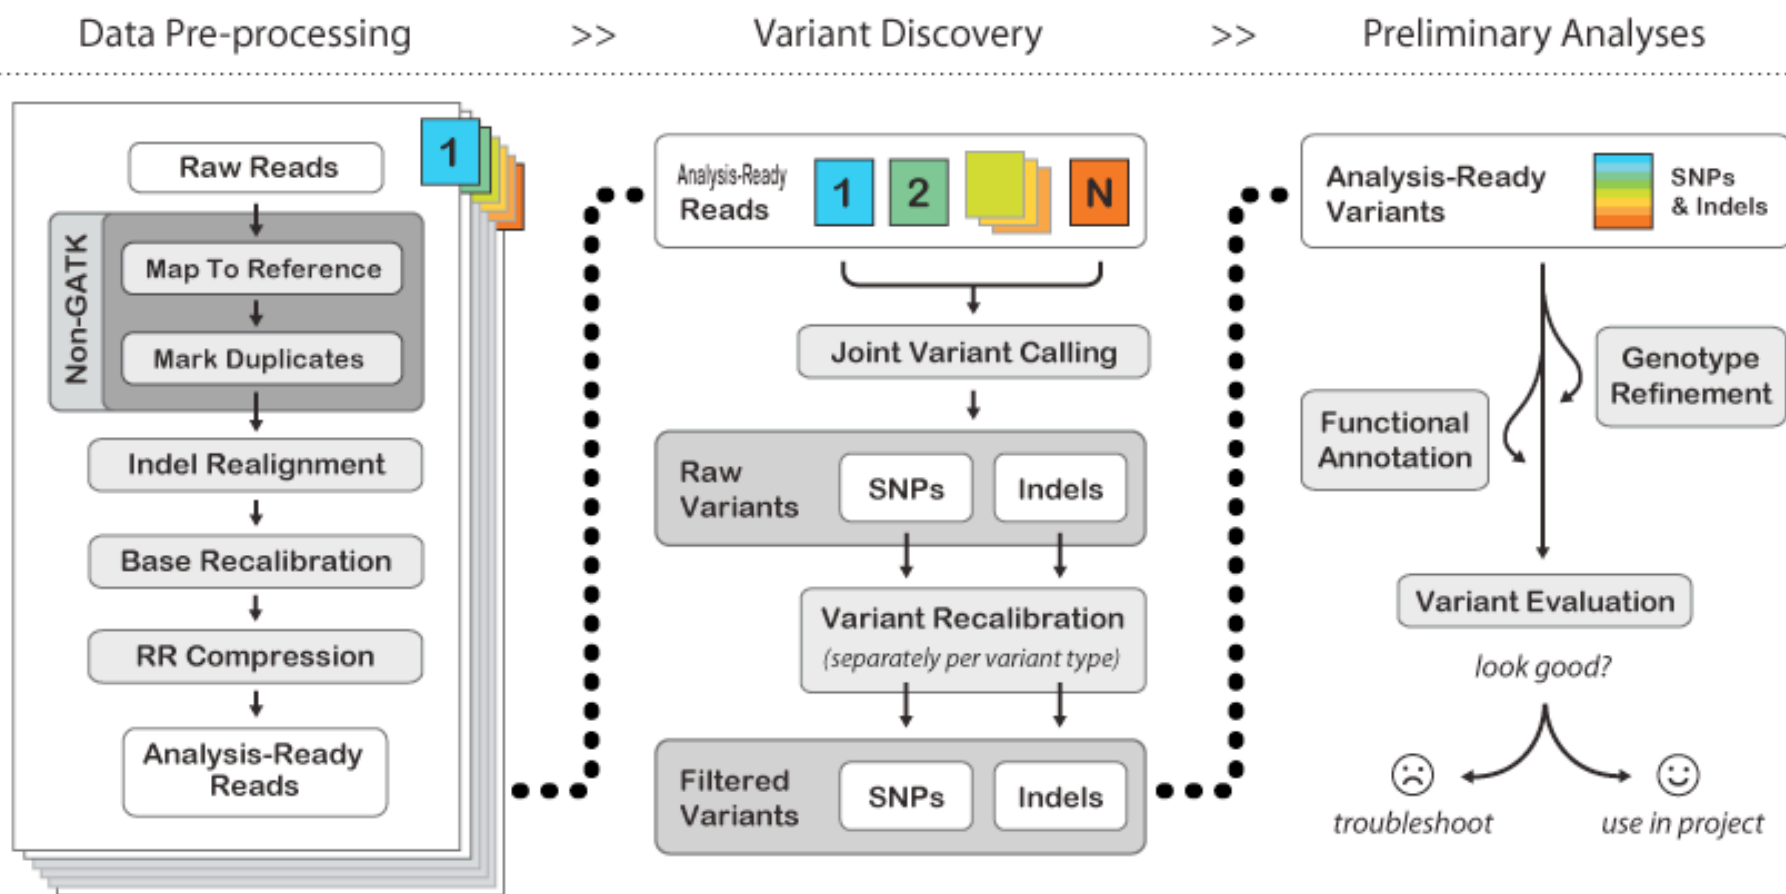 Data Pre-processing >> Variant Discovery >> Preliminary Analyses
1
Raw Reads
Non-GATK
Map To Reference
Mark Duplicates
Indel Realignment
Base Recalibration
RR Compression
Analysis-Ready
Reads
Analysis-Ready
Reads
1 2 N
Joint Variant Calling
Raw
Variants
SNPs Indels
Variant Recalibration
(separately per variant type)
Filtered
Variants
SNPs Indels
Analysis-Ready
Variants
SNPs
& Indels
Genotype
Refinement
Functional
Annotation
Variant Evaluation
look good?
troubleshoot use in project